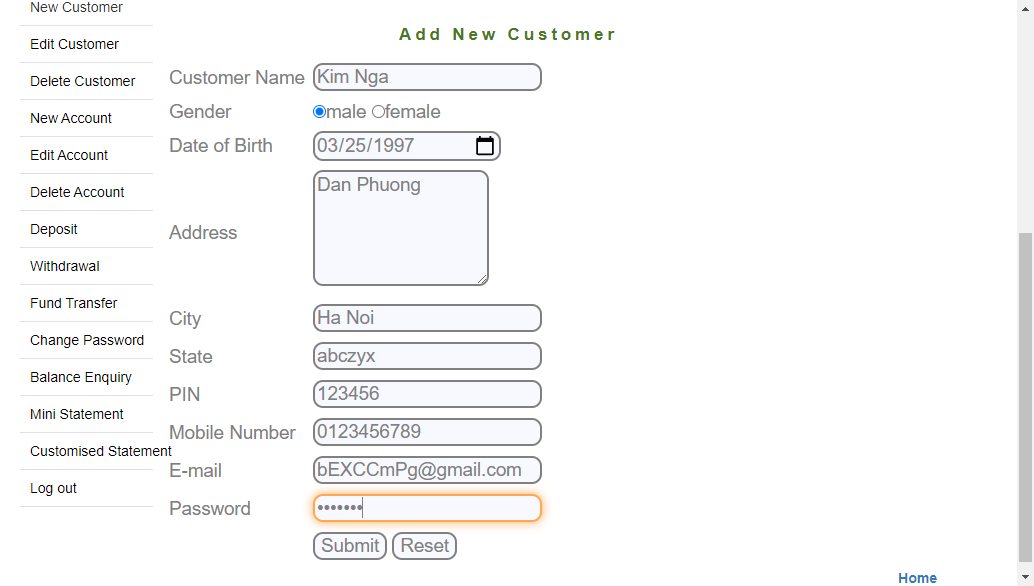 New Customer
Edit Customer
Delete Customer
New Account
Edit Account
Delete Account
Deposit
Withdrawal
Fund Transfer
Change Password
Balance Enquiry
Mini Statement
Customised Statement
Log out
Add New Customer
Customer Name Kim Nga
Gender male female
Date of Birth 03/25/1997
Address Dan Phuong
City Ha Noi
State abczyx
PIN 123456
Mobile Number 0123456789
E-mail bEXCCmPg@gmail.com
Password •••••••
Submit Reset
Home